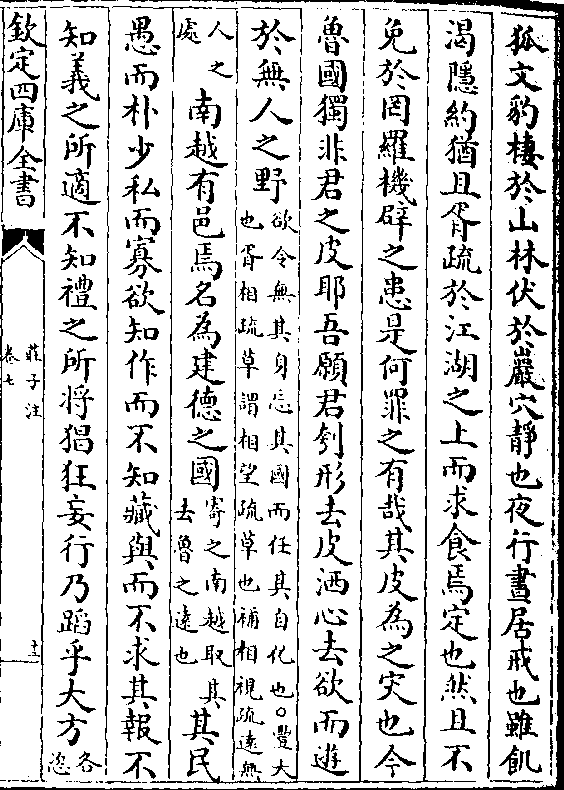 狐文豹棲於山林伏於巖穴靜也夜行晝居戒也雖飢
渴隱約猶且胥疏於江湖之上而求食焉定也然且不
免於罔羅機辟之患是何罪之有哉其皮為之灾也今
魯國獨非君之皮耶吾願君刳形去皮洒心去欲而遊
於無人之野欲令無其身忘其國而任其自化也○豐大
也胥相疏草謂相望疏草也補相視疏遠無
人之
處
南越有邑焉名為建德之國寄之南越取其
去魯之遠也
其民
愚而朴少私而寡欲知作而不知藏與而不求其報不
知義之所適不知禮之所将猖狂妄行乃蹈乎大方各
恣
欽定四庫全書
莊子注
卷七